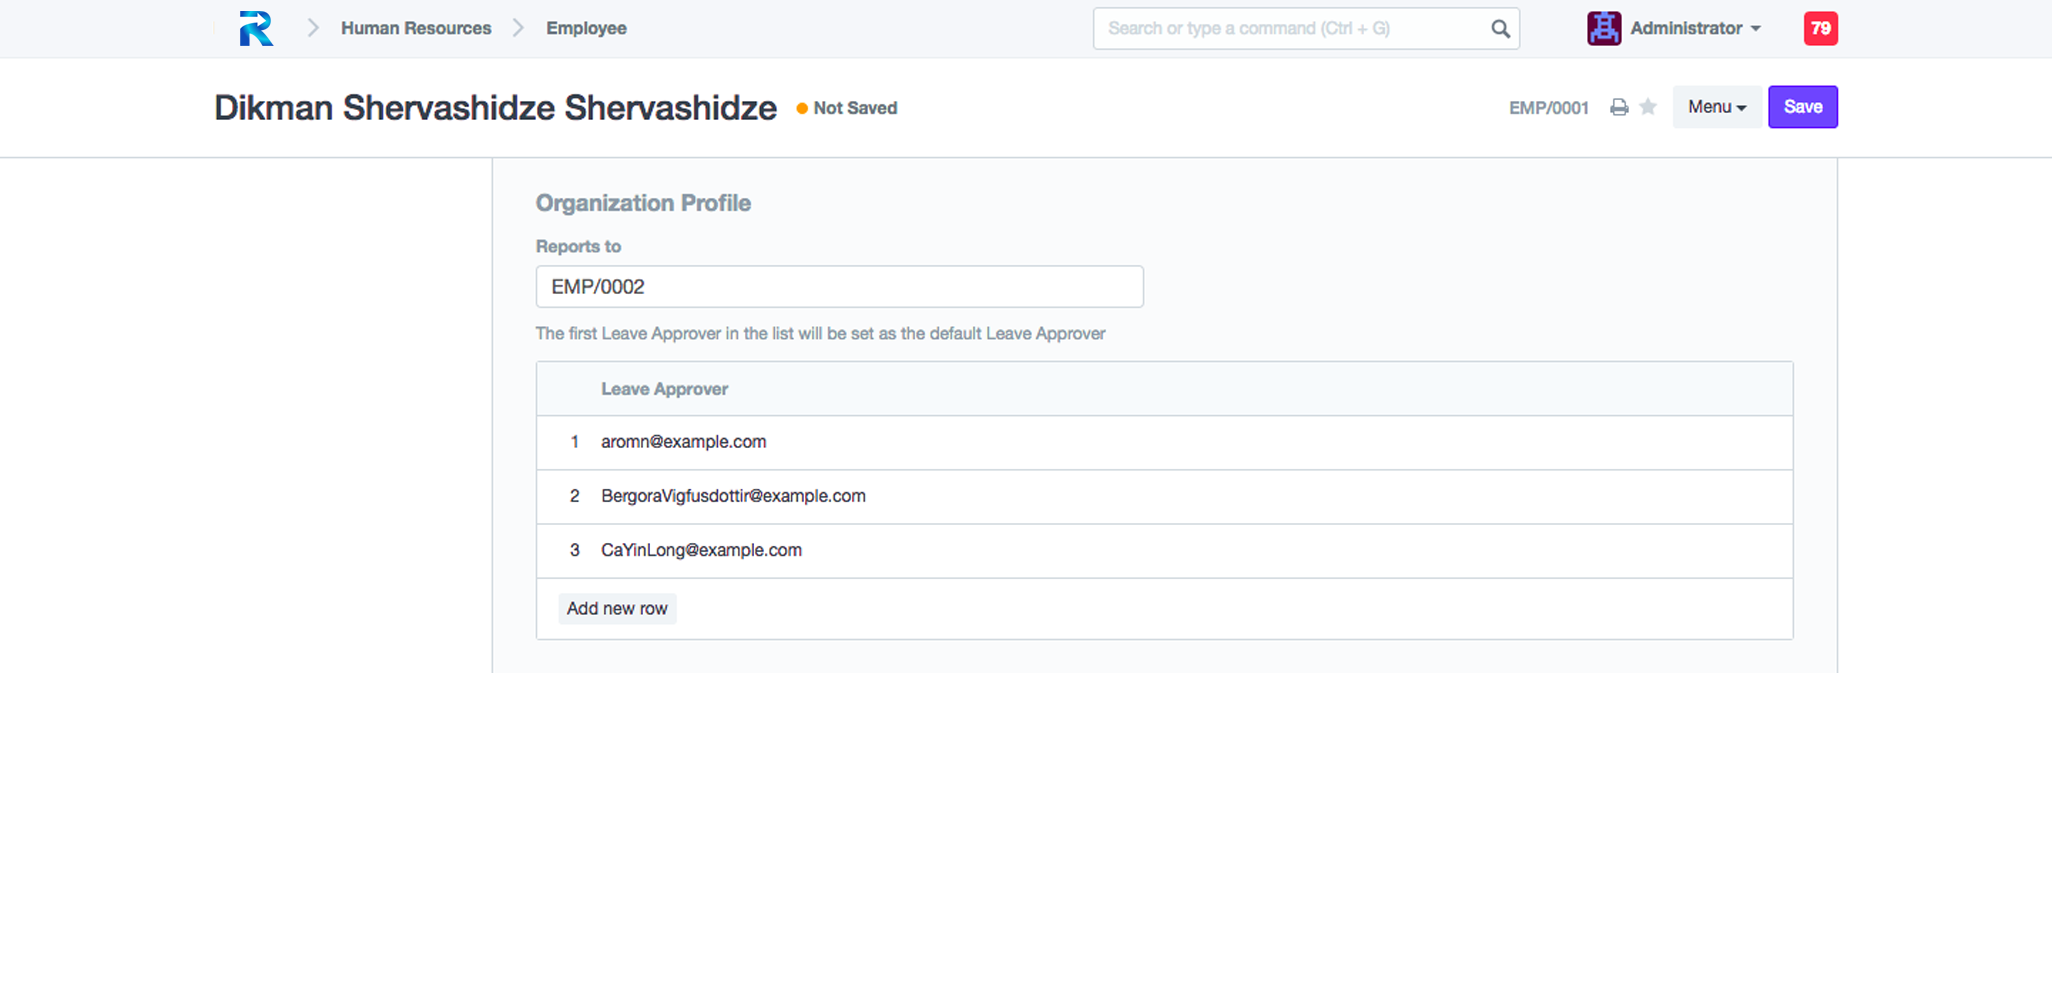 Human Resources
Employee
Search or type a command (Ctrl + G)
Administrator
79
Dikman Shervashidze Shervashidze
Not Saved
EMP/0001
Menu
Save
Organization Profile
Reports to
EMP/0002
The first Leave Approver in the list will be set as the default Leave Approver
Leave Approver
1 aromn@example.com
2 BergoraVigfusdottir@example.com
3 CaYinLong@example.com
Add new row